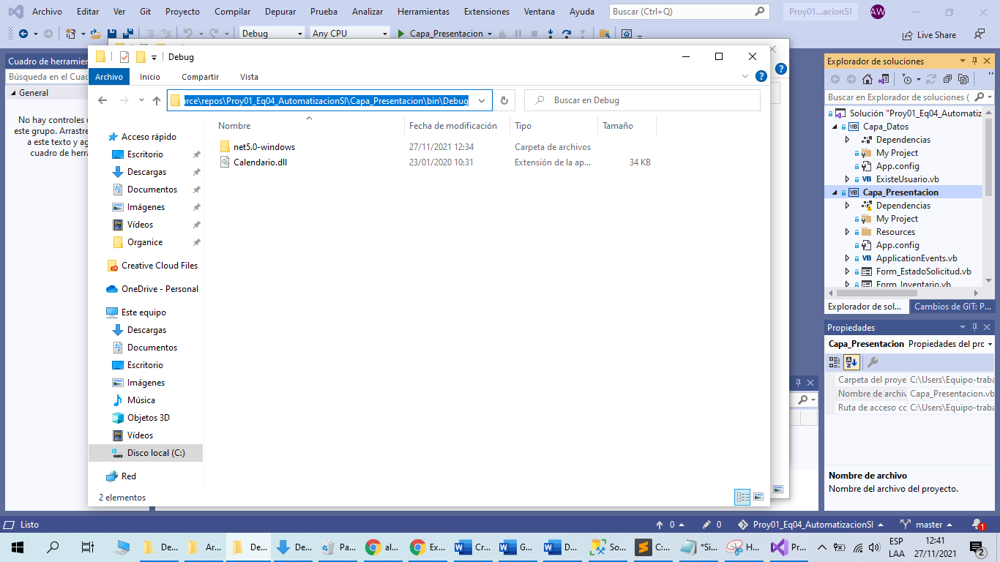 Archivo Editar Ver Git Proyecto Compilar Depurar Prueba Analizar Herramientas Extensiones Ventana Ayuda Buscar (Ctrl+Q) Proy01...acionSI AW
Debug Any CPU Capa_Presentacion Live Share
Cuadro de herramien
Búsqueda en el Cuad
General
No hay controles u
este grupo. Arrastre
a este texto y ag
cuadro de herra
Debug
Archivo Inicio Compartir Vista
rce\repos\Proy01_Eq04_AutomatizacionSI\Capa_Presentacion\bin\Debug
Buscar en Debug
Nombre Fecha de modificación Tipo Tamaño
net5.0-windows 27/11/2021 12:34 Carpeta de archivos
Calendario.dll 23/01/2020 10:31 Extensión de la ap... 34 KB
Acceso rápido
Escritorio
Descargas
Documentos
Imágenes
Vídeos
Organice
Creative Cloud Files
OneDrive - Personal
Este equipo
Descargas
Documentos
Escritorio
Imágenes
Música
Objetos 3D
Vídeos
Disco local (C:)
Red
2 elementos
Explorador de soluciones
Buscar en Explorador de soluciones (
Solución "Proy01_Eq04_Automatiz
Capa_Datos
Dependencias
My Project
App.config
ExisteUsuario.vb
Capa_Presentacion
Dependencias
My Project
Resources
App.config
ApplicationEvents.vb
Form_EstadoSolicitud.vb
Form_Inventario.vb
Explorador de sol... Cambios de GIT: P...
Propiedades
Capa_Presentacion Propiedades del prc
Carpeta del proye C:\Users\Equipo-traba
Nombre de archiv Capa_Presentacion.vb
Ruta de acceso cc C:\Users\Equipo-traba
Nombre de archivo
Nombre del archivo del proyecto.
Listo 0 0 Proy01_Eq04_AutomatizacionSI master 1
De... Ar... De... De... Pa... al... Ex... Cr... G... D... So... C:... *Si... H... Pr... ESP 12:41
LAA 27/11/2021 2